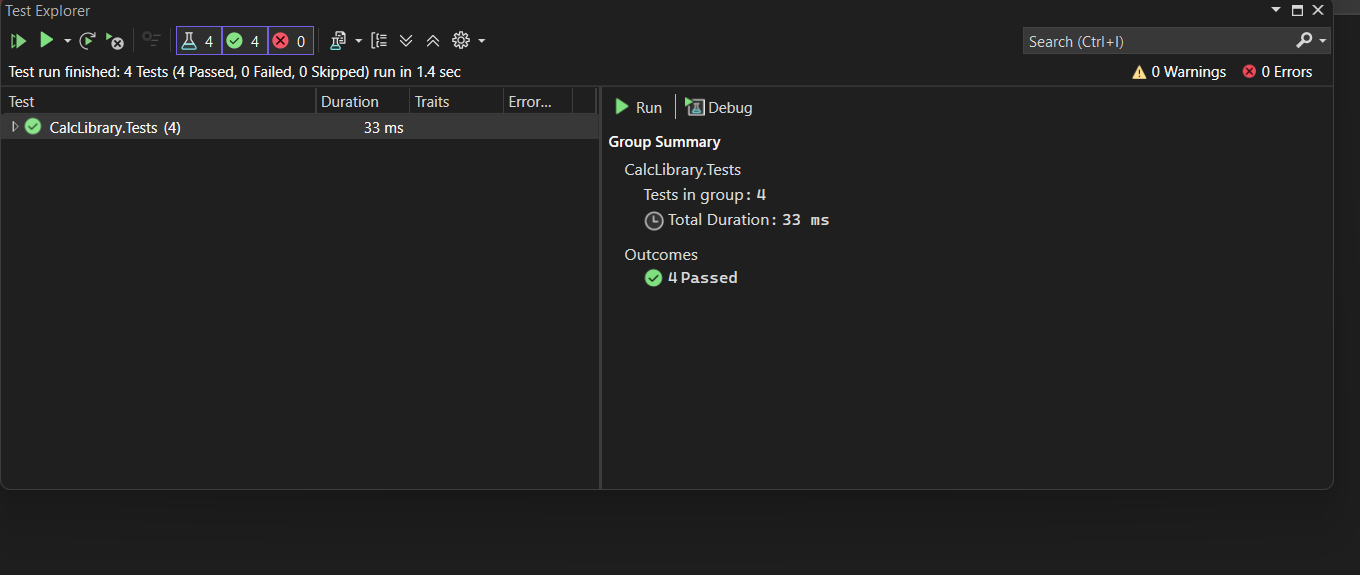 Test Explorer
4 4 0
Search (Ctrl+I)
Test run finished: 4 Tests (4 Passed, 0 Failed, 0 Skipped) run in 1.4 sec
0 Warnings 0 Errors
Test Duration Traits Error...
CalcLibrary.Tests (4) 33 ms
Run Debug
Group Summary
CalcLibrary.Tests
Tests in group: 4
Total Duration: 33 ms
Outcomes
4 Passed